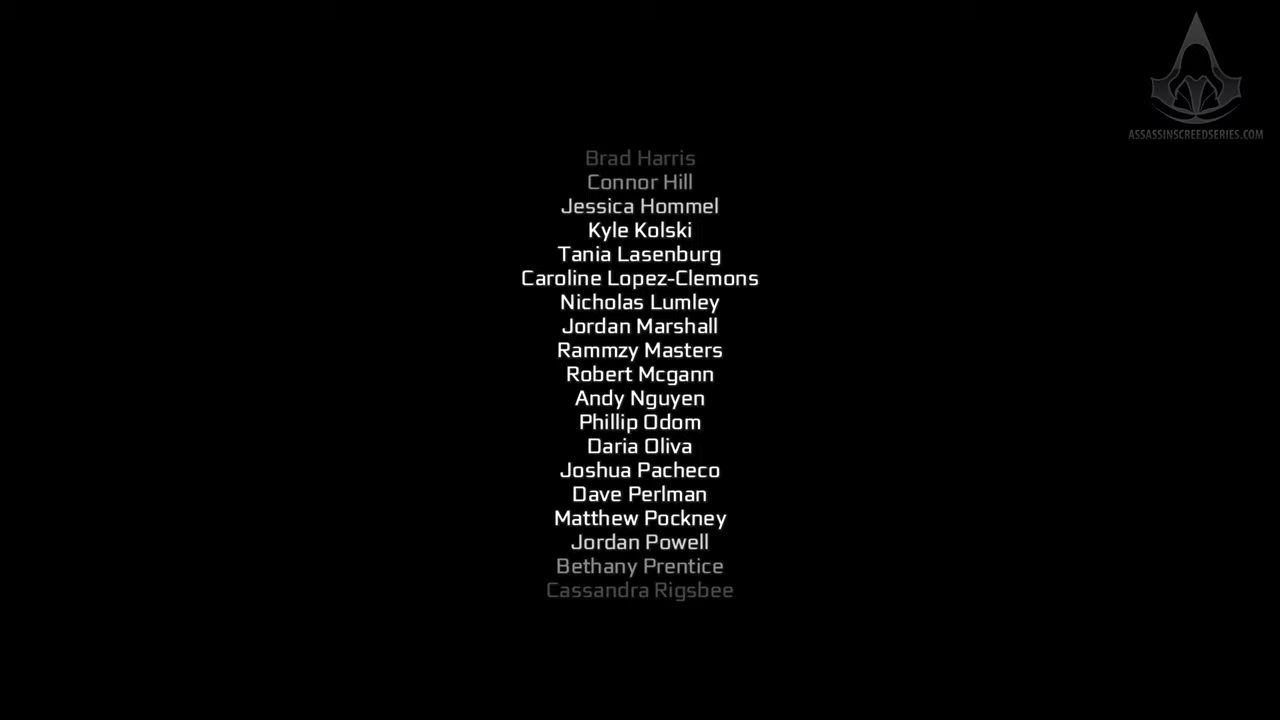 ASSASSINSCREEDSERIES.COM
Brad Harris
Connor Hill
Jessica Hommel
Kyle Kolski
Tania Lasenburg
Caroline Lopez-Clemons
Nicholas Lumley
Jordan Marshall
Rammzy Masters
Robert Mcgann
Andy Nguyen
Phillip Odom
Daria Oliva
Joshua Pacheco
Dave Perlman
Matthew Pockney
Jordan Powell
Bethany Prentice
Cassandra Rigsbee